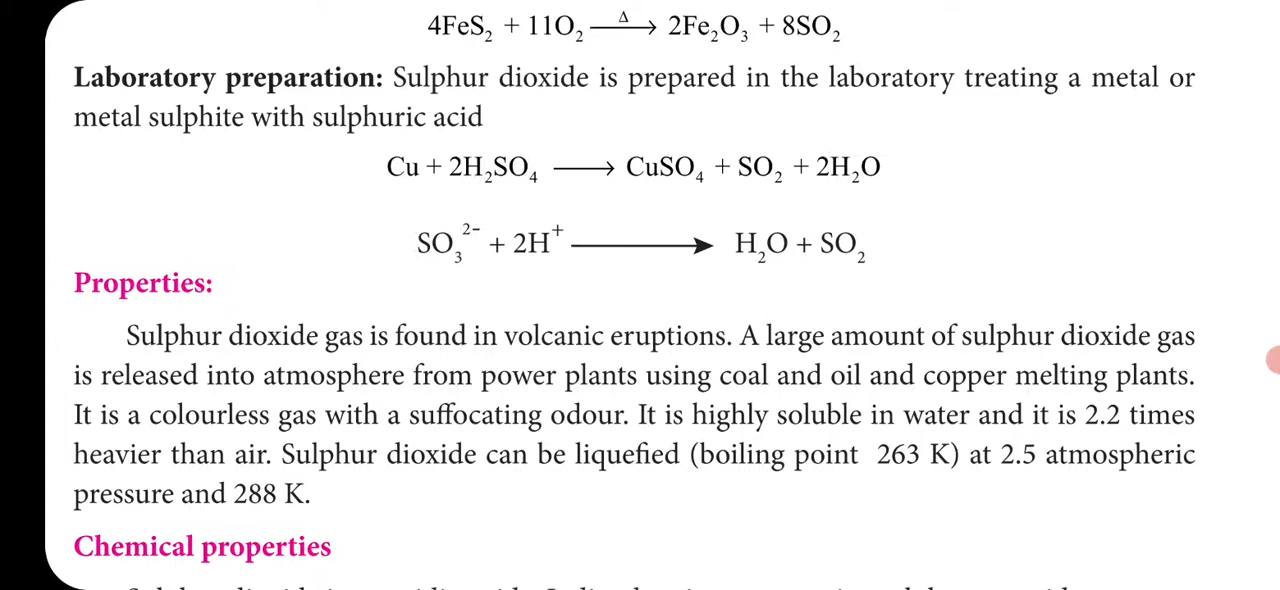 4FeS₂ + 11O₂ —Δ→ 2Fe₂O₃ + 8SO₂
Laboratory preparation: Sulphur dioxide is prepared in the laboratory treating a metal or
metal sulphite with sulphuric acid
Cu + 2H₂SO₄ ⟶ CuSO₄ + SO₂ + 2H₂O
SO₃²⁻ + 2H⁺ ⟶ H₂O + SO₂
Properties:
Sulphur dioxide gas is found in volcanic eruptions. A large amount of sulphur dioxide gas
is released into atmosphere from power plants using coal and oil and copper melting plants.
It is a colourless gas with a suffocating odour. It is highly soluble in water and it is 2.2 times
heavier than air. Sulphur dioxide can be liquefied (boiling point 263 K) at 2.5 atmospheric
pressure and 288 K.
Chemical properties